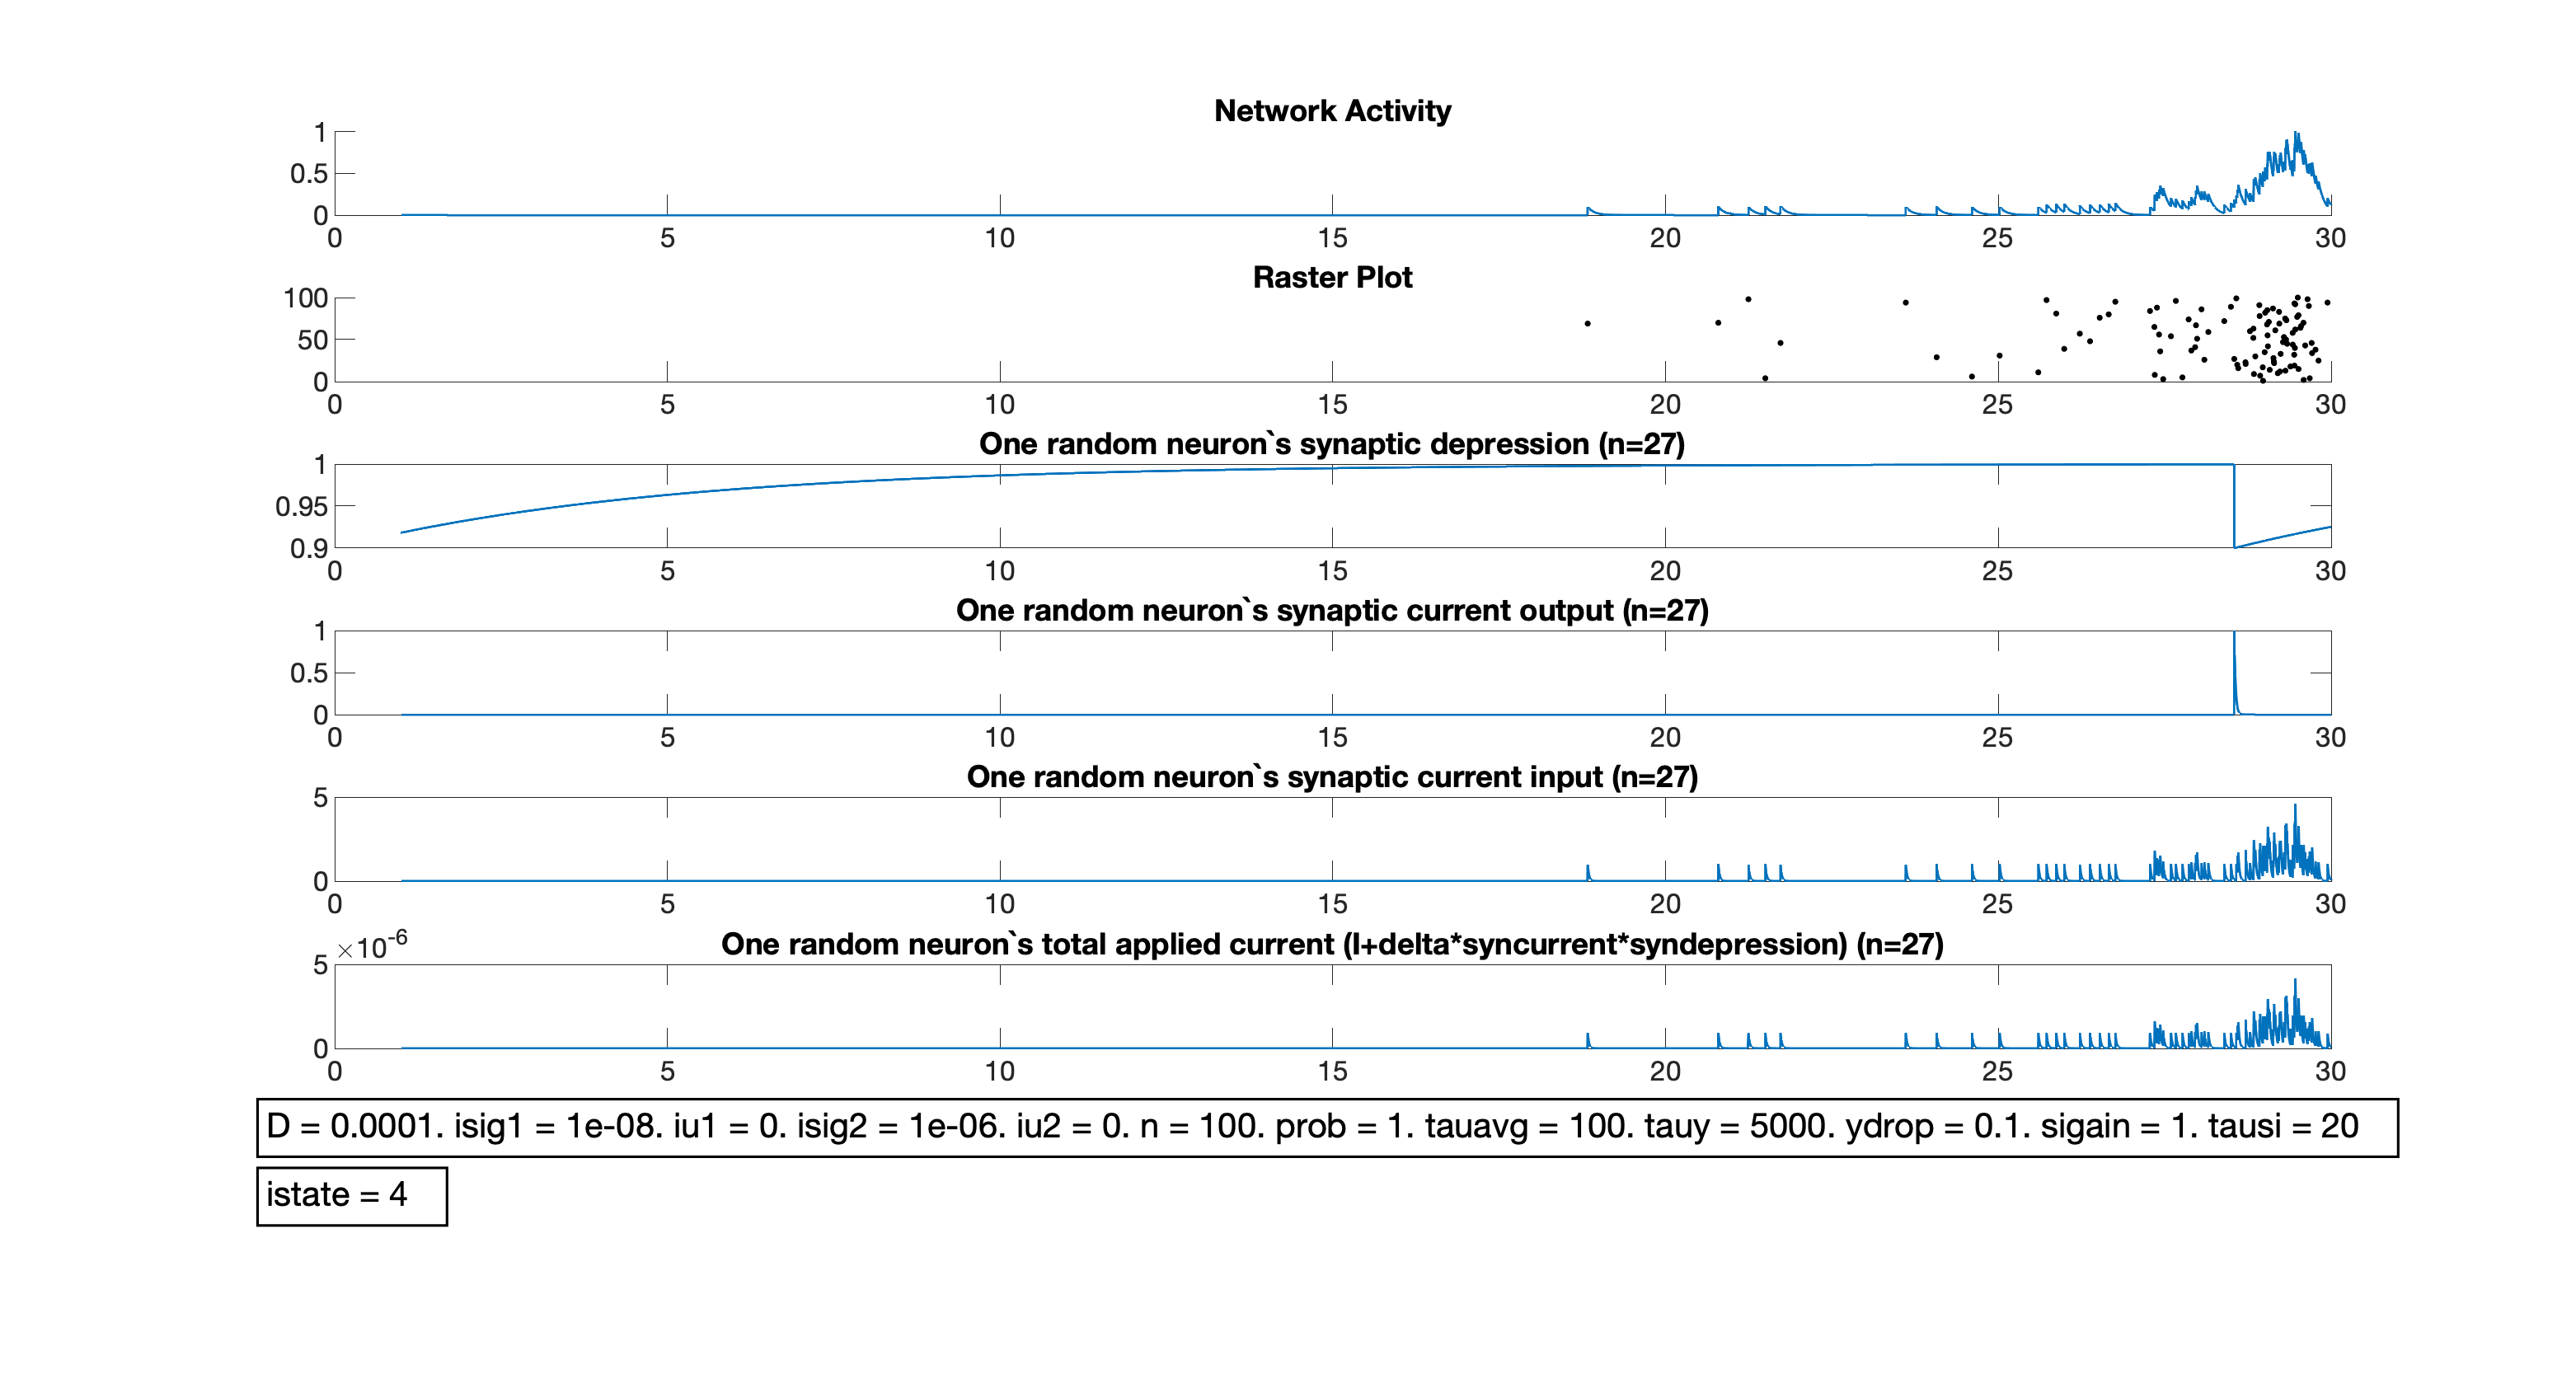 Network Activity
1
0.5
0
0 5 10 15 20 25 30
Raster Plot
100
50
0
0 5 10 15 20 25 30
One random neuron`s synaptic depression (n=27)
1
0.95
0.9
0 5 10 15 20 25 30
One random neuron`s synaptic current output (n=27)
1
0.5
0
0 5 10 15 20 25 30
One random neuron`s synaptic current input (n=27)
5
0
0 5 10 15 20 25 30
×10-6
One random neuron`s total applied current (I+delta*syncurrent*syndepression) (n=27)
5
0
0 5 10 15 20 25 30
D = 0.0001. isig1 = 1e-08. iu1 = 0. isig2 = 1e-06. iu2 = 0. n = 100. prob = 1. tauavg = 100. tauy = 5000. ydrop = 0.1. sigain = 1. tausi = 20
istate = 4